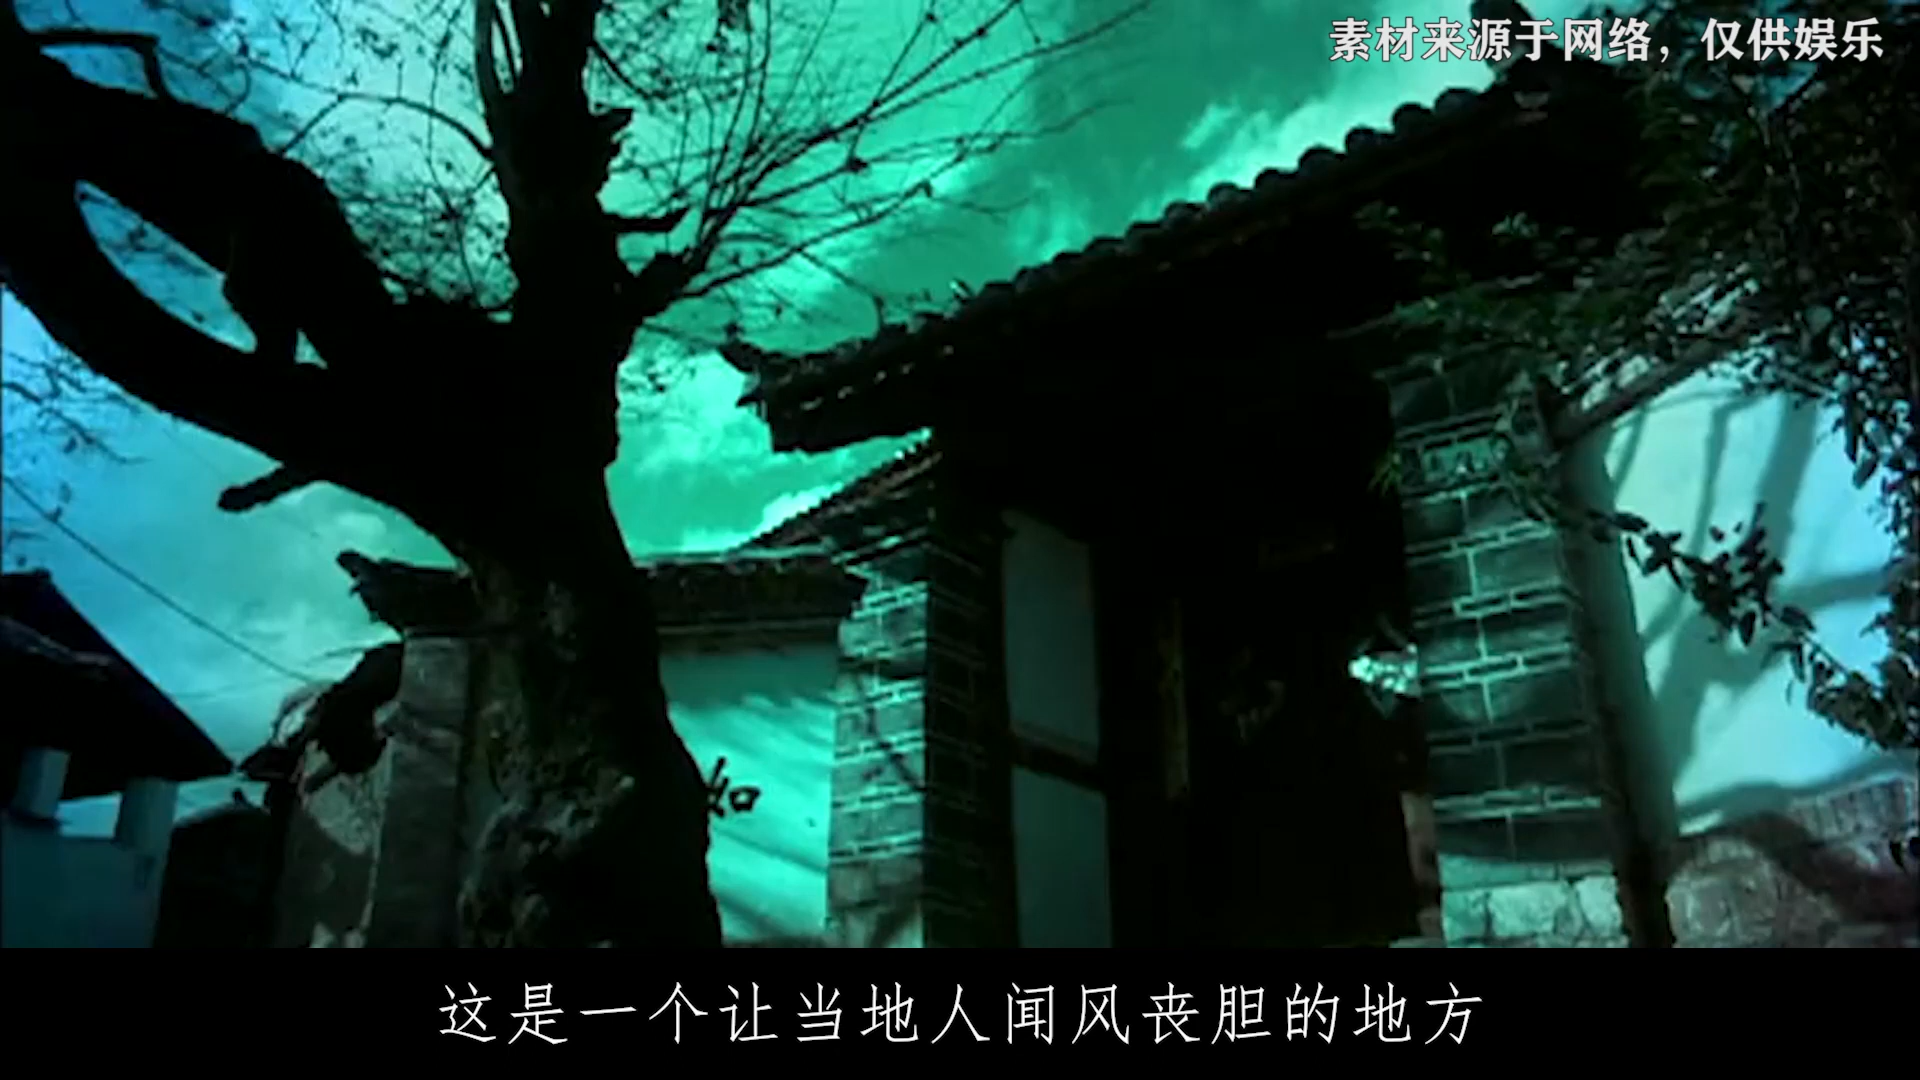 素材来源于网络，仅供娱乐
如
这是一个让当地人闻风丧胆的地方